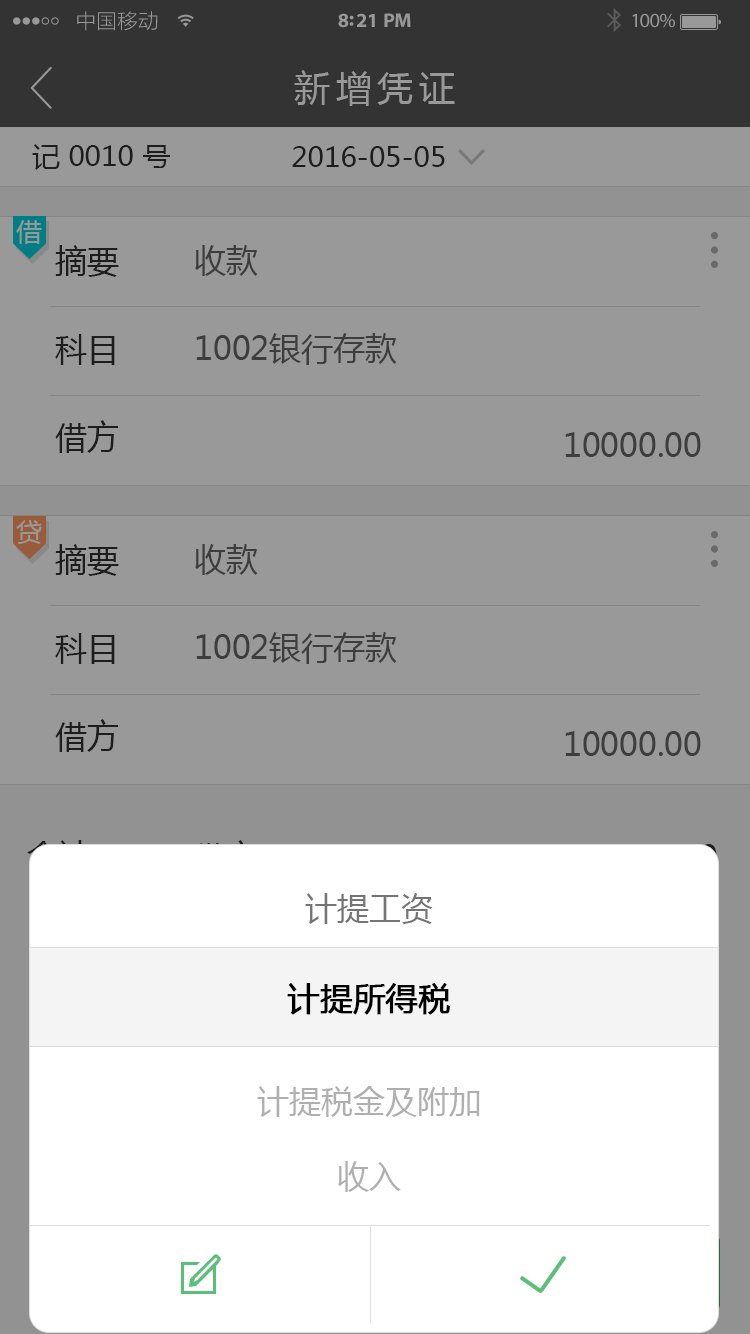 中国移动 8:21 PM 100%
新增凭证
记 0010 号 2016-05-05
借
摘要 收款
科目 1002银行存款
借方 10000.00
贷
摘要 收款
科目 1002银行存款
借方 10000.00
计提工资
计提所得税
计提税金及附加
收入